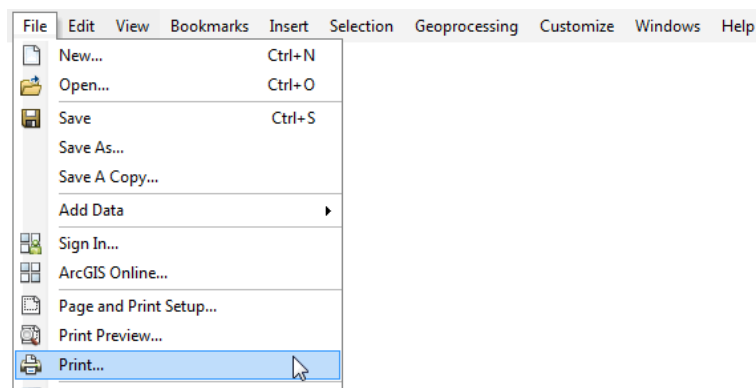 File Edit View Bookmarks Insert Selection Geoprocessing Customize Windows Help
New... Ctrl+N
Open... Ctrl+O
Save Ctrl+S
Save As...
Save A Copy...
Add Data
Sign In...
ArcGIS Online...
Page and Print Setup...
Print Preview...
Print...